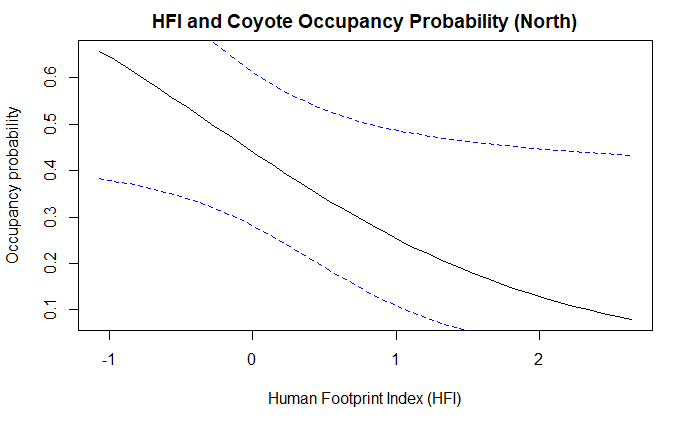 HFI and Coyote Occupancy Probability (North)
Occupancy probability
0.6
0.5
0.4
0.3
0.2
0.1
-1 0 1 2
Human Footprint Index (HFI)